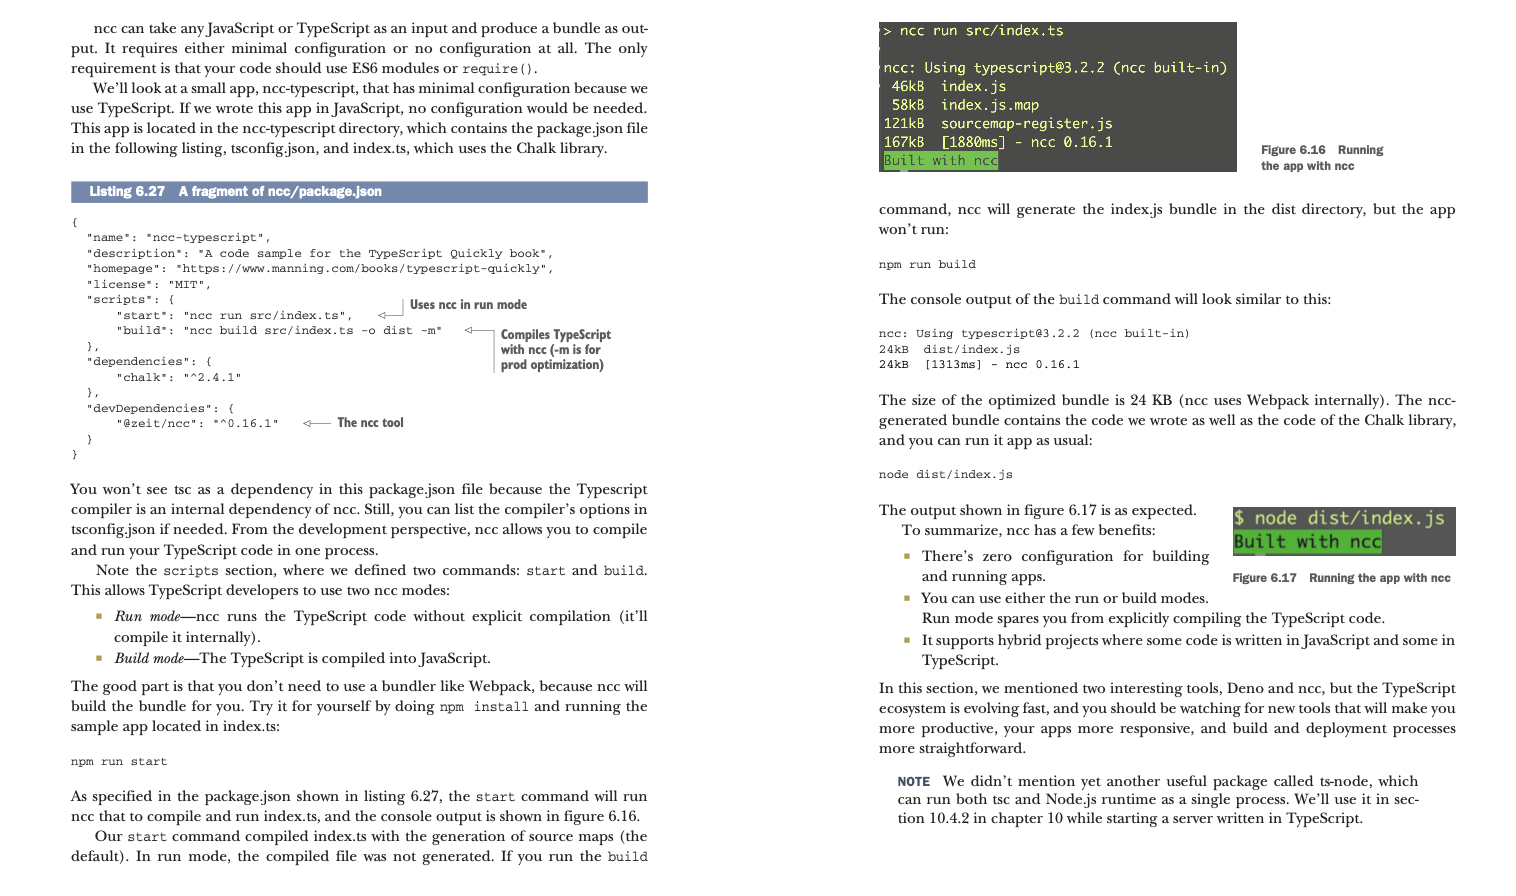 ncc can take any JavaScript or TypeScript as an input and produce a bundle as out-
put. It requires either minimal configuration or no configuration at all. The only
requirement is that your code should use ES6 modules or require().
We'll look at a small app, ncc-typescript, that has minimal configuration because we
use TypeScript. If we wrote this app in JavaScript, no configuration would be needed.
This app is located in the ncc-typescript directory, which contains the package.json file
in the following listing, tsconfig.json, and index.ts, which uses the Chalk library.
Listing 6.27 A fragment of ncc/package.json
{
"name": "ncc-typescript",
"description": "A code sample for the TypeScript Quickly book",
"homepage": "https://www.manning.com/books/typescript-quickly",
"license": "MIT",
"scripts": {
"start": "ncc run src/index.ts",
Uses ncc in run mode
"build": "ncc build src/index.ts -o dist -m"
Compiles TypeScript
with ncc (-m is for
prod optimization)
},
"dependencies": {
"chalk": "^2.4.1"
},
"devDependencies": {
"@zeit/ncc": "^0.16.1"
The ncc tool
}
}
You won't see tsc as a dependency in this package.json file because the Typescript
compiler is an internal dependency of ncc. Still, you can list the compiler's options in
tsconfig.json if needed. From the development perspective, ncc allows you to compile
and run your TypeScript code in one process.
Note the scripts section, where we defined two commands: start and build.
This allows TypeScript developers to use two ncc modes:
■ Run mode—ncc runs the TypeScript code without explicit compilation (it'll
compile it internally).
■ Build mode—The TypeScript is compiled into JavaScript.
The good part is that you don't need to use a bundler like Webpack, because ncc will
build the bundle for you. Try it for yourself by doing npm install and running the
sample app located in index.ts:
npm run start
As specified in the package.json shown in listing 6.27, the start command will run
ncc that to compile and run index.ts, and the console output is shown in figure 6.16.
Our start command compiled index.ts with the generation of source maps (the
default). In run mode, the compiled file was not generated. If you run the build
> ncc run src/index.ts
ncc: Using typescript@3.2.2 (ncc built-in)
46kB index.js
58kB index.js.map
121kB sourcemap-register.js
167kB [1880ms] - ncc 0.16.1
Built with ncc
Figure 6.16 Running
the app with ncc
command, ncc will generate the index.js bundle in the dist directory, but the app
won't run:
npm run build
The console output of the build command will look similar to this:
ncc: Using typescript@3.2.2 (ncc built-in)
24kB dist/index.js
24kB [1313ms] - ncc 0.16.1
The size of the optimized bundle is 24 KB (ncc uses Webpack internally). The ncc-
generated bundle contains the code we wrote as well as the code of the Chalk library,
and you can run it app as usual:
node dist/index.js
The output shown in figure 6.17 is as expected.
To summarize, ncc has a few benefits:
■ There's zero configuration for building
and running apps.
■ You can use either the run or build modes.
Run mode spares you from explicitly compiling the TypeScript code.
■ It supports hybrid projects where some code is written in JavaScript and some in
TypeScript.
$ node dist/index.js
Built with ncc
Figure 6.17 Running the app with ncc
In this section, we mentioned two interesting tools, Deno and ncc, but the TypeScript
ecosystem is evolving fast, and you should be watching for new tools that will make you
more productive, your apps more responsive, and build and deployment processes
more straightforward.
NOTE We didn't mention yet another useful package called ts-node, which
can run both tsc and Node.js runtime as a single process. We'll use it in sec-
tion 10.4.2 in chapter 10 while starting a server written in TypeScript.